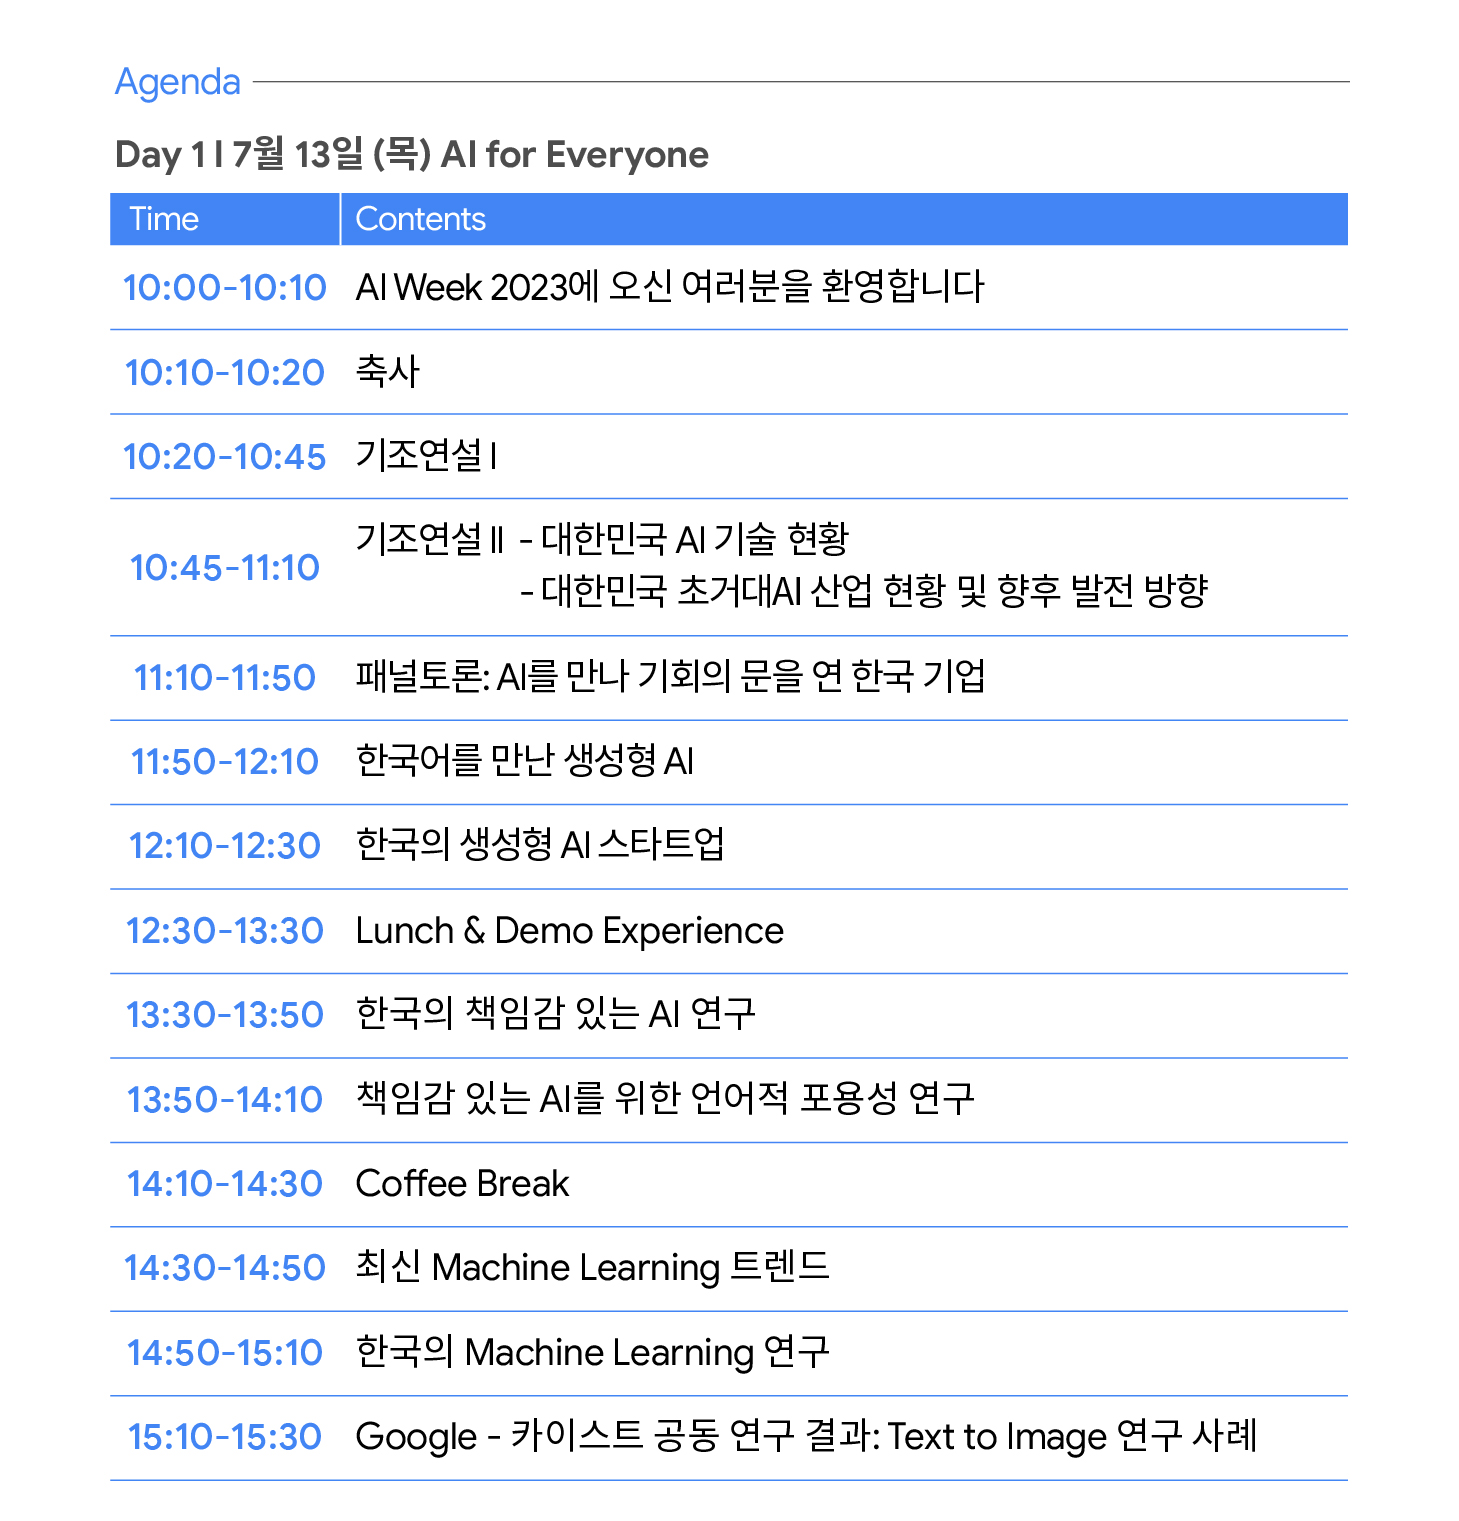 Agenda
Day 1 I 7월 13일 (목) AI for Everyone
Time Contents
10:00-10:10 AI Week 2023에 오신 여러분을 환영합니다
10:10-10:20 축사
10:20-10:45 기조연설 I
기조연설 II - 대한민국 AI 기술 현황
10:45-11:10
- 대한민국 초거대AI 산업 현황 및 향후 발전 방향
11:10-11:50 패널토론: AI를 만나 기회의 문을 연 한국 기업
11:50-12:10 한국어를 만난 생성형 AI
12:10-12:30 한국의 생성형 AI 스타트업
12:30-13:30 Lunch & Demo Experience
13:30-13:50 한국의 책임감 있는 AI 연구
13:50-14:10 책임감 있는 AI를 위한 언어적 포용성 연구
14:10-14:30 Coffee Break
14:30-14:50 최신 Machine Learning 트렌드
14:50-15:10 한국의 Machine Learning 연구
15:10-15:30 Google - 카이스트 공동 연구 결과: Text to Image 연구 사례